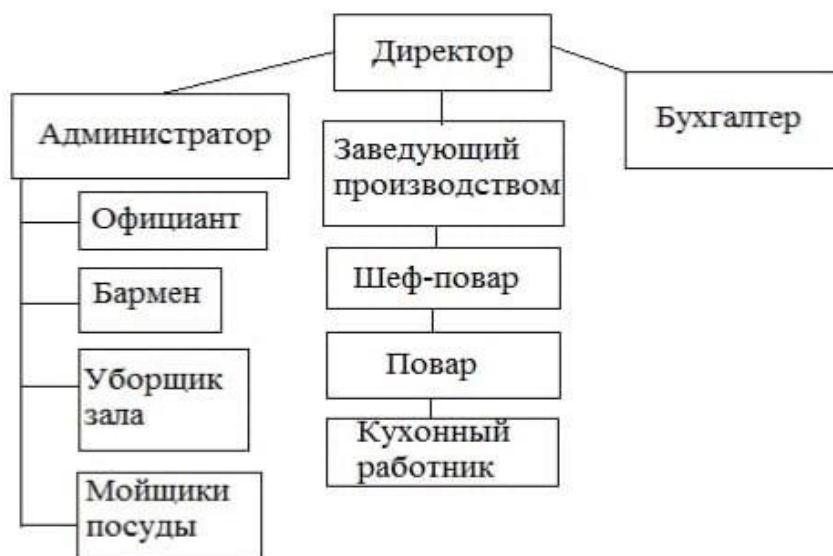 Директор
Администратор
Официант
Бармен
Уборщик
зала
Мойщики
посуды
Заведующий
производством
Шеф-повар
Повар
Кухонный
работник
Бухгалтер